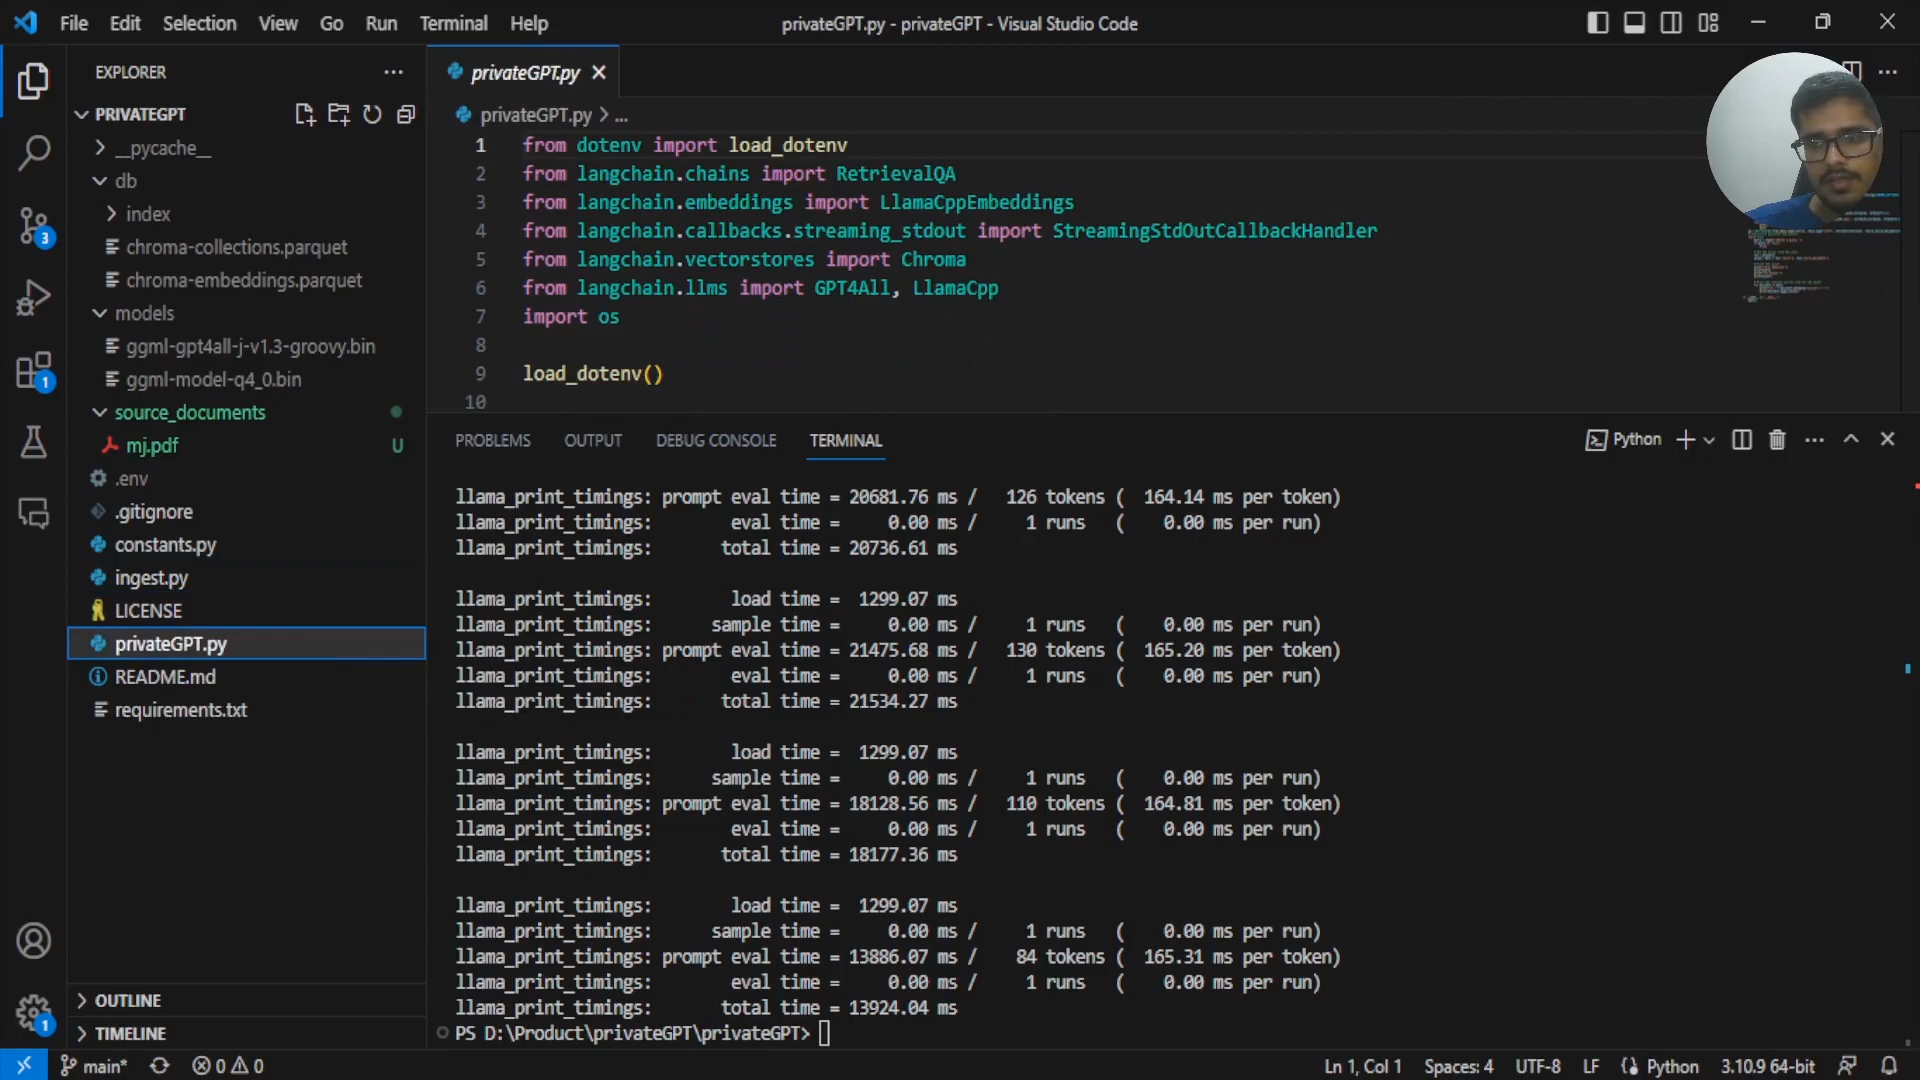 File Edit Selection View Go Run Terminal Help
privateGPT.py - privateGPT - Visual Studio Code
EXPLORER
PRIVATEGPT
__pycache__
db
index
chroma-collections.parquet
chroma-embeddings.parquet
models
ggml-gpt4all-j-v1.3-groovy.bin
ggml-model-q4_0.bin
source_documents
mj.pdf U
.env
.gitignore
constants.py
ingest.py
LICENSE
privateGPT.py
README.md
requirements.txt
OUTLINE
TIMELINE
3
1
1
privateGPT.py
privateGPT.py > ...
1 from dotenv import load_dotenv
2 from langchain.chains import RetrievalQA
3 from langchain.embeddings import LlamaCppEmbeddings
4 from langchain.callbacks.streaming_stdout import StreamingStdOutCallbackHandler
5 from langchain.vectorstores import Chroma
6 from langchain.llms import GPT4All, LlamaCpp
7 import os
8
9 load_dotenv()
10
PROBLEMS OUTPUT DEBUG CONSOLE TERMINAL
Python
llama_print_timings: prompt eval time = 20681.76 ms / 126 tokens ( 164.14 ms per token)
llama_print_timings: eval time = 0.00 ms / 1 runs ( 0.00 ms per run)
llama_print_timings: total time = 20736.61 ms
llama_print_timings: load time = 1299.07 ms
llama_print_timings: sample time = 0.00 ms / 1 runs ( 0.00 ms per run)
llama_print_timings: prompt eval time = 21475.68 ms / 130 tokens ( 165.20 ms per token)
llama_print_timings: eval time = 0.00 ms / 1 runs ( 0.00 ms per run)
llama_print_timings: total time = 21534.27 ms
llama_print_timings: load time = 1299.07 ms
llama_print_timings: sample time = 0.00 ms / 1 runs ( 0.00 ms per run)
llama_print_timings: prompt eval time = 18128.56 ms / 110 tokens ( 164.81 ms per token)
llama_print_timings: eval time = 0.00 ms / 1 runs ( 0.00 ms per run)
llama_print_timings: total time = 18177.36 ms
llama_print_timings: load time = 1299.07 ms
llama_print_timings: sample time = 0.00 ms / 1 runs ( 0.00 ms per run)
llama_print_timings: prompt eval time = 13886.07 ms / 84 tokens ( 165.31 ms per token)
llama_print_timings: eval time = 0.00 ms / 1 runs ( 0.00 ms per run)
llama_print_timings: total time = 13924.04 ms
PS D:\Product\privateGPT\privateGPT>
main* 0 0 Ln 1, Col 1 Spaces: 4 UTF-8 LF Python 3.10.9 64-bit